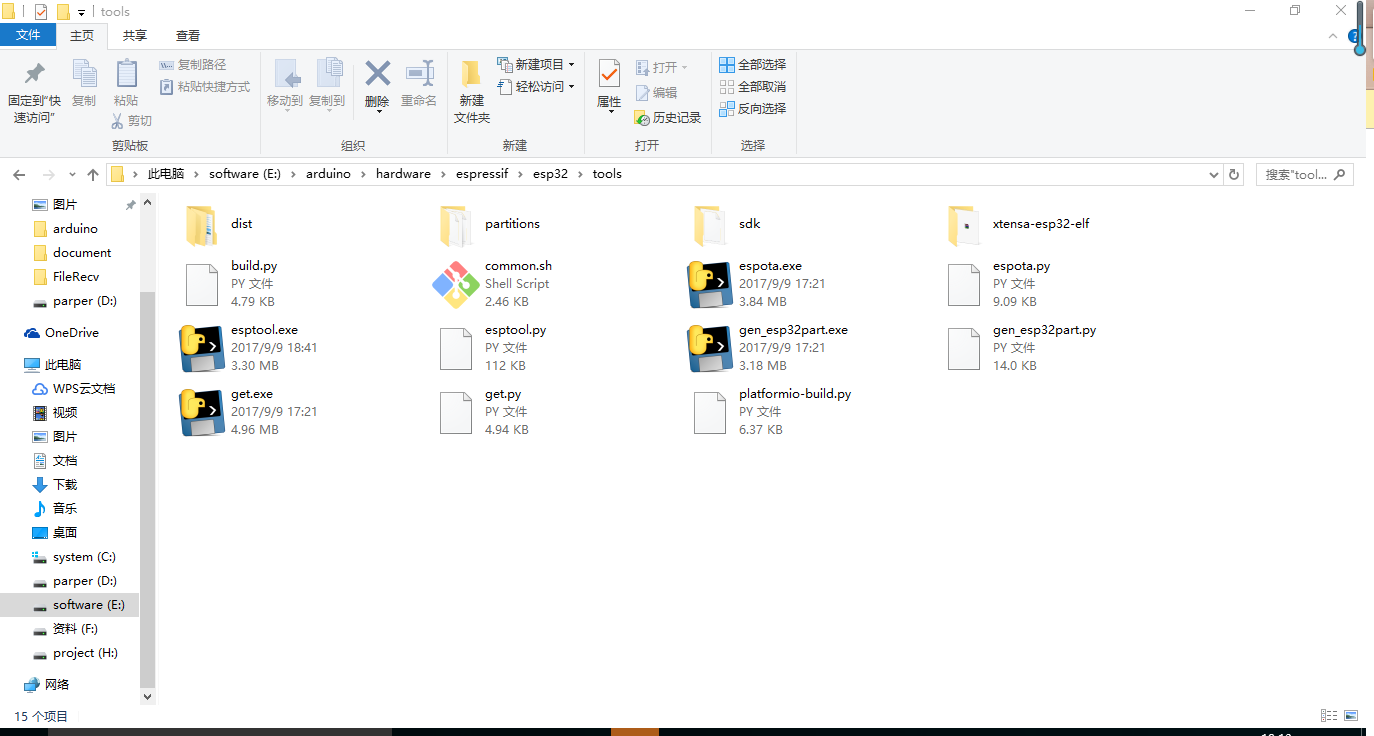 tools
文件 主页 共享 查看
固定到"快速访问"
复制
粘贴
复制路径
粘贴快捷方式
剪切
剪贴板
移动到
复制到
删除
重命名
组织
新建
文件夹
新建项目
轻松访问
新建
属性
打开
编辑
历史记录
打开
全部选择
全部取消
反向选择
选择
此电脑 software (E:) arduino hardware espressif esp32 tools
搜索"tool...
图片
arduino
document
FileRecv
parper (D:)
OneDrive
此电脑
WPS云文档
视频
图片
文档
下载
音乐
桌面
system (C:)
parper (D:)
software (E:)
资料 (F:)
project (H:)
网络
dist
partitions
sdk
xtensa-esp32-elf
build.py
PY 文件
4.79 KB
common.sh
Shell Script
2.46 KB
espota.exe
2017/9/9 17:21
3.84 MB
espota.py
PY 文件
9.09 KB
esptool.exe
2017/9/9 18:41
3.30 MB
esptool.py
PY 文件
112 KB
gen_esp32part.exe
2017/9/9 17:21
3.18 MB
gen_esp32part.py
PY 文件
14.0 KB
get.exe
2017/9/9 17:21
4.96 MB
get.py
PY 文件
4.94 KB
platformio-build.py
PY 文件
6.37 KB
15 个项目